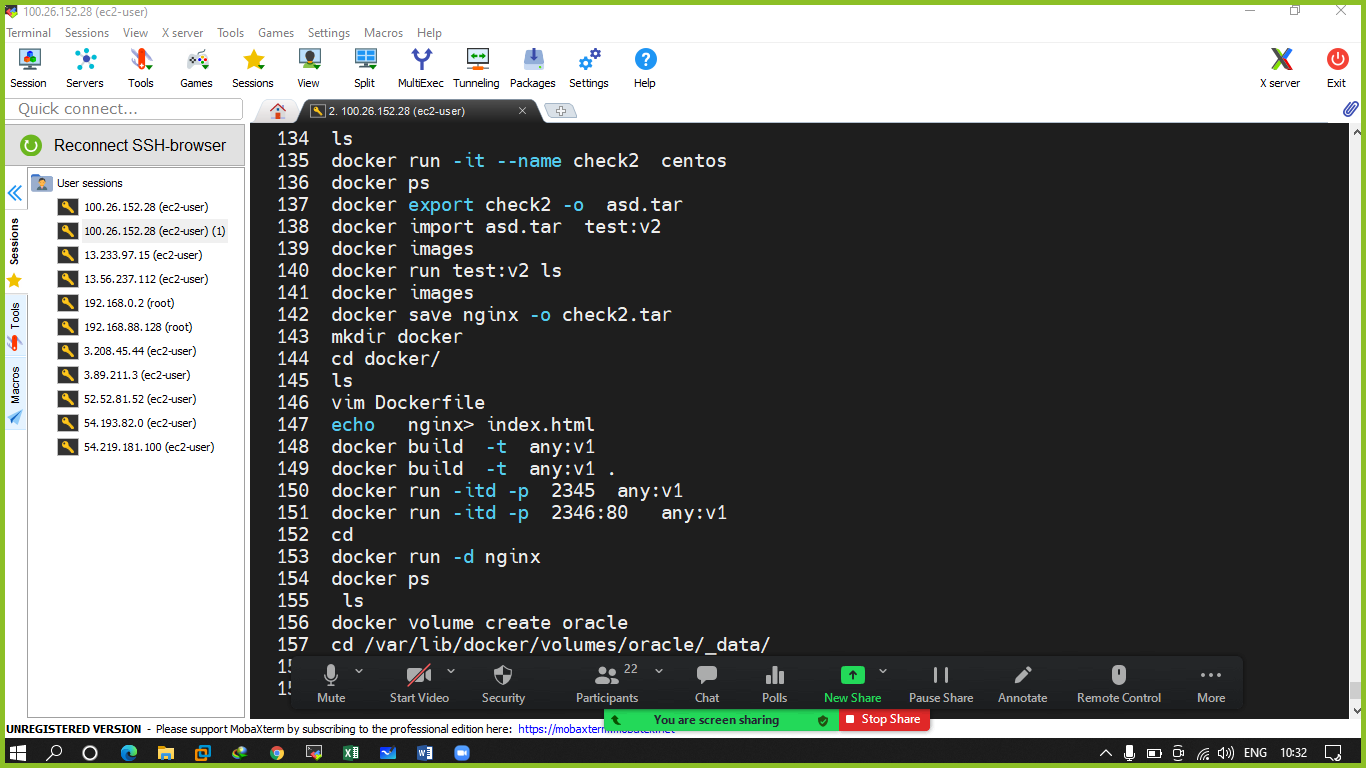 100.26.152.28 (ec2-user)
Terminal Sessions View X server Tools Games Settings Macros Help
Session Servers Tools Games Sessions View Split MultiExec Tunneling Packages Settings Help X server Exit
Quick connect...
2. 100.26.152.28 (ec2-user)
Reconnect SSH-browser
User sessions
100.26.152.28 (ec2-user)
100.26.152.28 (ec2-user) (1)
13.233.97.15 (ec2-user)
13.56.237.112 (ec2-user)
192.168.0.2 (root)
192.168.88.128 (root)
3.208.45.44 (ec2-user)
3.89.211.3 (ec2-user)
52.52.81.52 (ec2-user)
54.193.82.0 (ec2-user)
54.219.181.100 (ec2-user)
Sessions
Tools
Macros
134 ls
135 docker run -it --name check2 centos
136 docker ps
137 docker export check2 -o asd.tar
138 docker import asd.tar test:v2
139 docker images
140 docker run test:v2 ls
141 docker images
142 docker save nginx -o check2.tar
143 mkdir docker
144 cd docker/
145 ls
146 vim Dockerfile
147 echo nginx> index.html
148 docker build -t any:v1
149 docker build -t any:v1 .
150 docker run -itd -p 2345 any:v1
151 docker run -itd -p 2346:80 any:v1
152 cd
153 docker run -d nginx
154 docker ps
155 ls
156 docker volume create oracle
157 cd /var/lib/docker/volumes/oracle/_data/
Mute Start Video Security Participants 22 Chat Polls New Share Pause Share Annotate Remote Control More
You are screen sharing Stop Share
UNREGISTERED VERSION - Please support MobaXterm by subscribing to the professional edition here: https://mobaxterm.mobatek.net
ENG 10:32